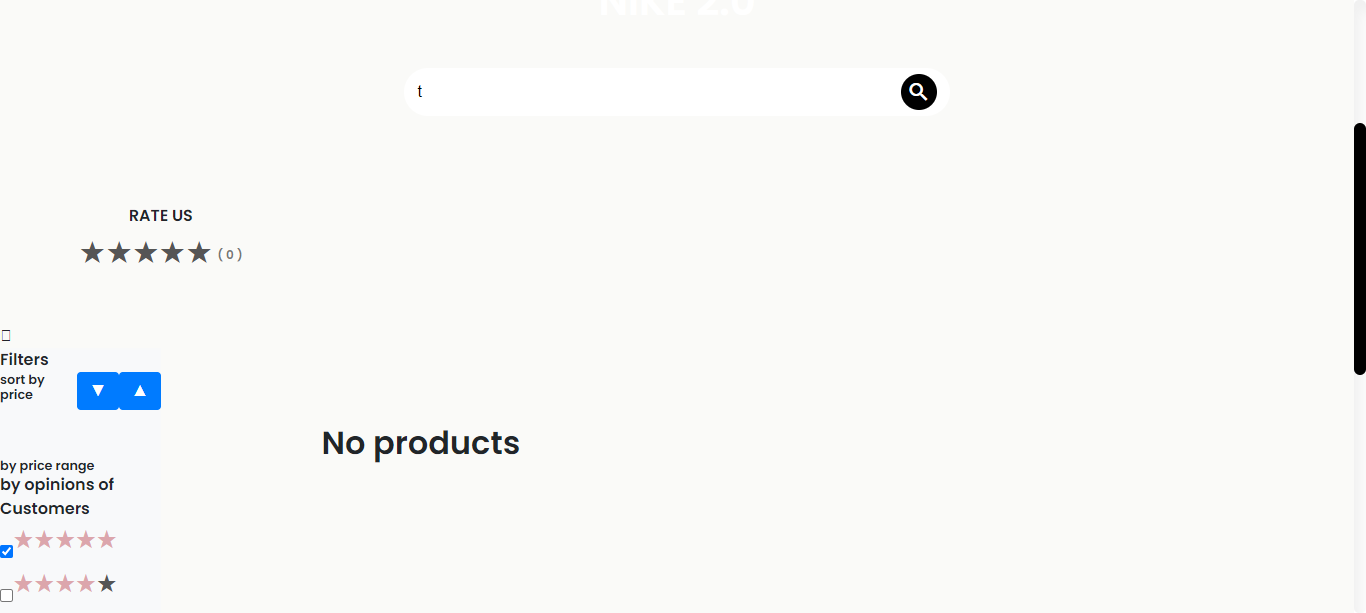 NIKE 2.0
t
RATE US
★★★★★ ( 0 )
Filters
sort by
price
▼ ▲
No products
by price range
by opinions of
Customers
★★★★★
★★★★★